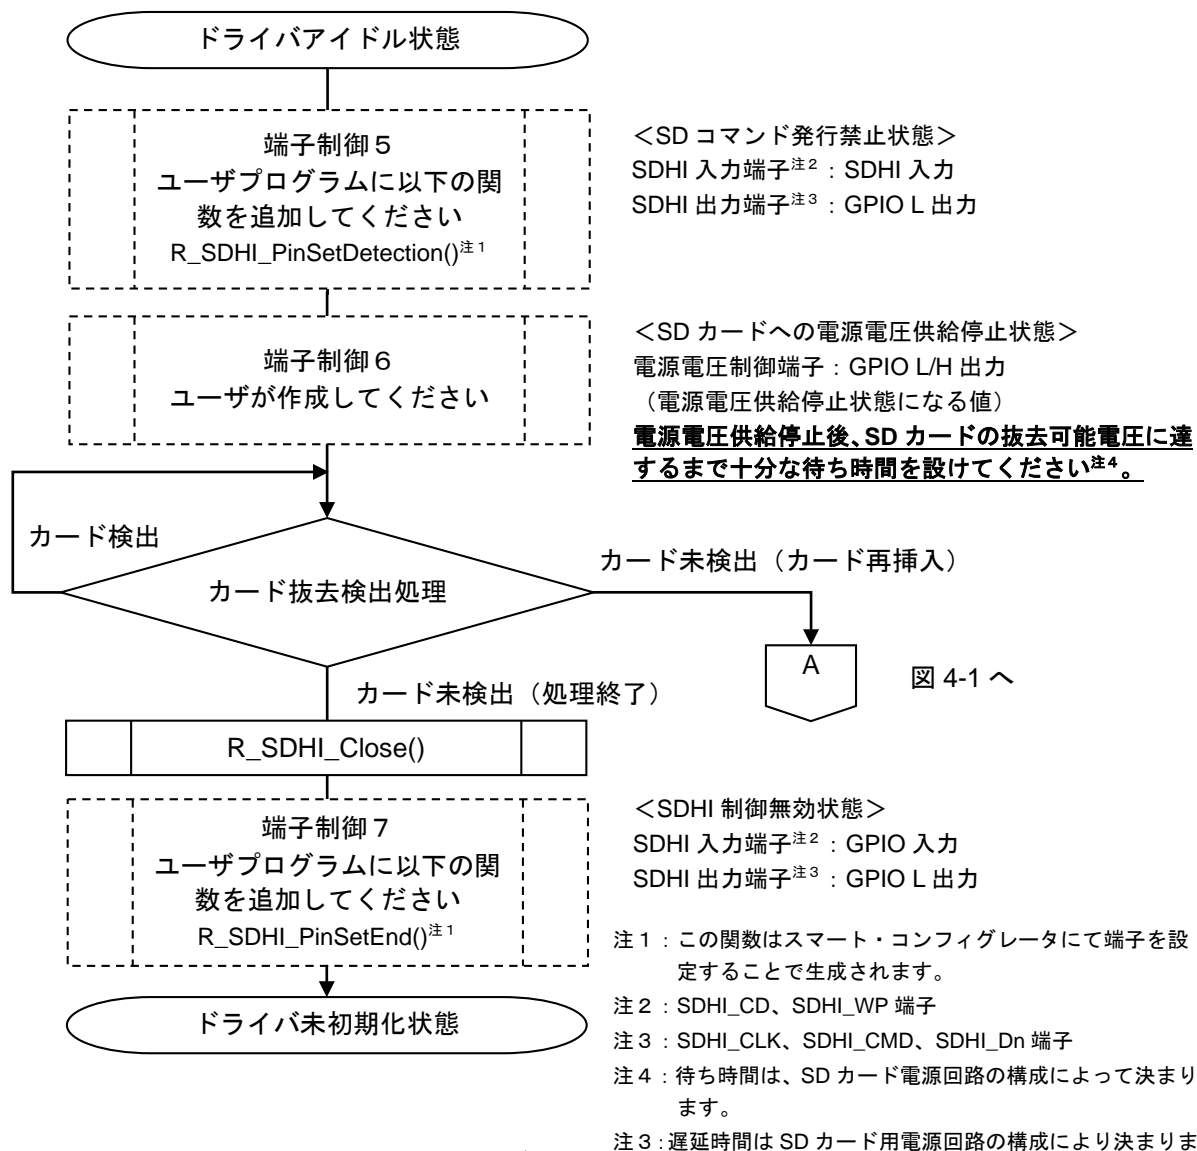 ドライバアイドル状態
端子制御5
ユーザプログラムに以下の関
数を追加してください
R_SDHI_PinSetDetection()注1
<SD コマンド発行禁止状態>
SDHI 入力端子注2:SDHI 入力
SDHI 出力端子注3:GPIO L 出力
端子制御6
ユーザが作成してください
<SD カードへの電源電圧供給停止状態>
電源電圧制御端子:GPIO L/H 出力
(電源電圧供給停止状態になる値)
電源電圧供給停止後、SD カードの抜去可能電圧に達
するまで十分な待ち時間を設けてください注4。
カード検出
カード抜去検出処理
カード未検出(カード再挿入)
A
図 4-1 へ
カード未検出(処理終了)
R_SDHI_Close()
端子制御7
ユーザプログラムに以下の関
数を追加してください
R_SDHI_PinSetEnd()注1
<SDHI 制御無効状態>
SDHI 入力端子注2:GPIO 入力
SDHI 出力端子注3:GPIO L 出力
ドライバ未初期化状態
注1:この関数はスマート・コンフィグレータにて端子を設
定することで生成されます。
注2:SDHI_CD、SDHI_WP 端子
注3:SDHI_CLK、SDHI_CMD、SDHI_Dn 端子
注4:待ち時間は、SD カード電源回路の構成によって決まり
ます。
注3:遅延時間は SD カード用電源回路の構成により決まりま